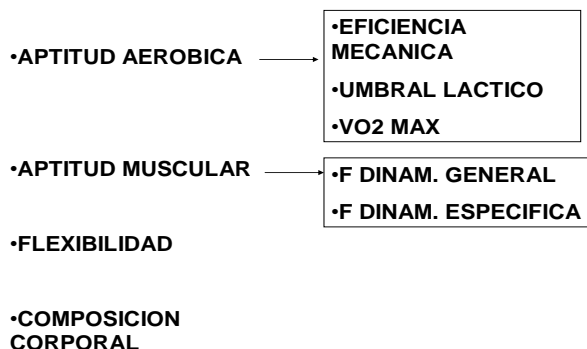 •APTITUD AEROBICA
•EFICIENCIA
MECANICA
•UMBRAL LACTICO
•VO2 MAX
•APTITUD MUSCULAR
•F DINAM. GENERAL
•F DINAM. ESPECIFICA
•FLEXIBILIDAD
•COMPOSICION
CORPORAL